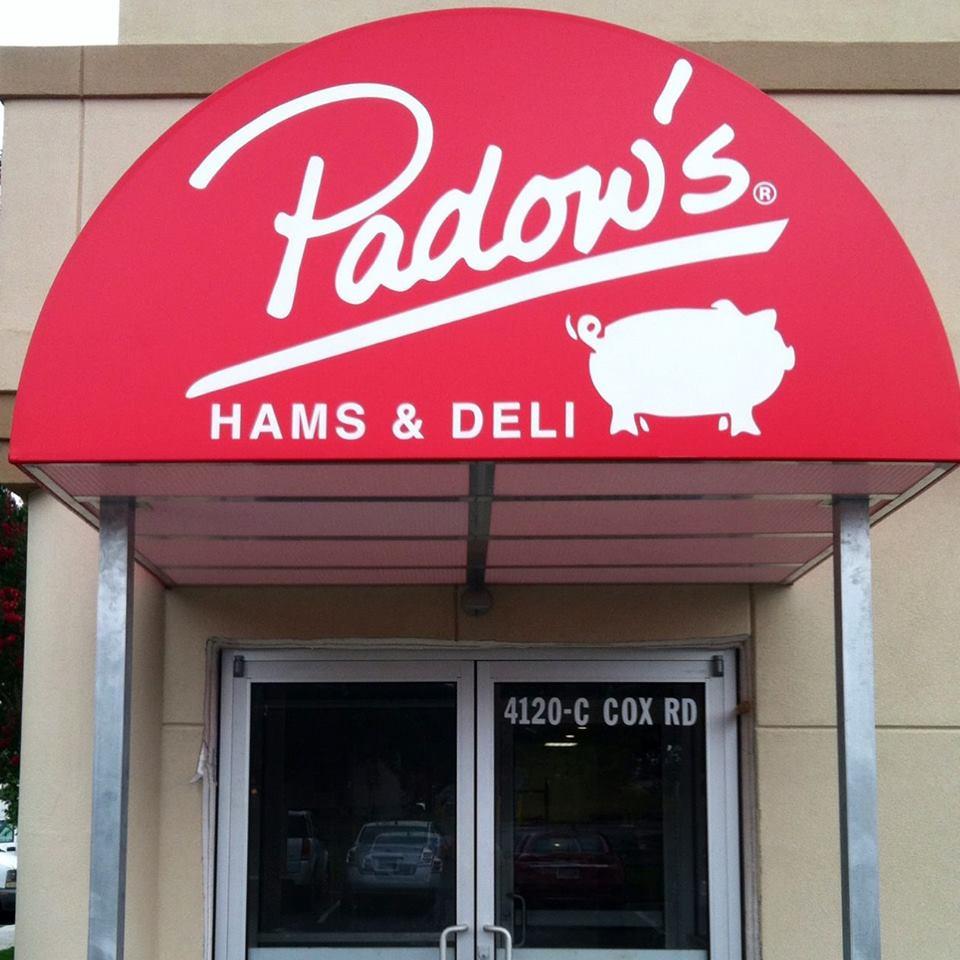 Padow's®
HAMS & DELI
4120-C COX RD